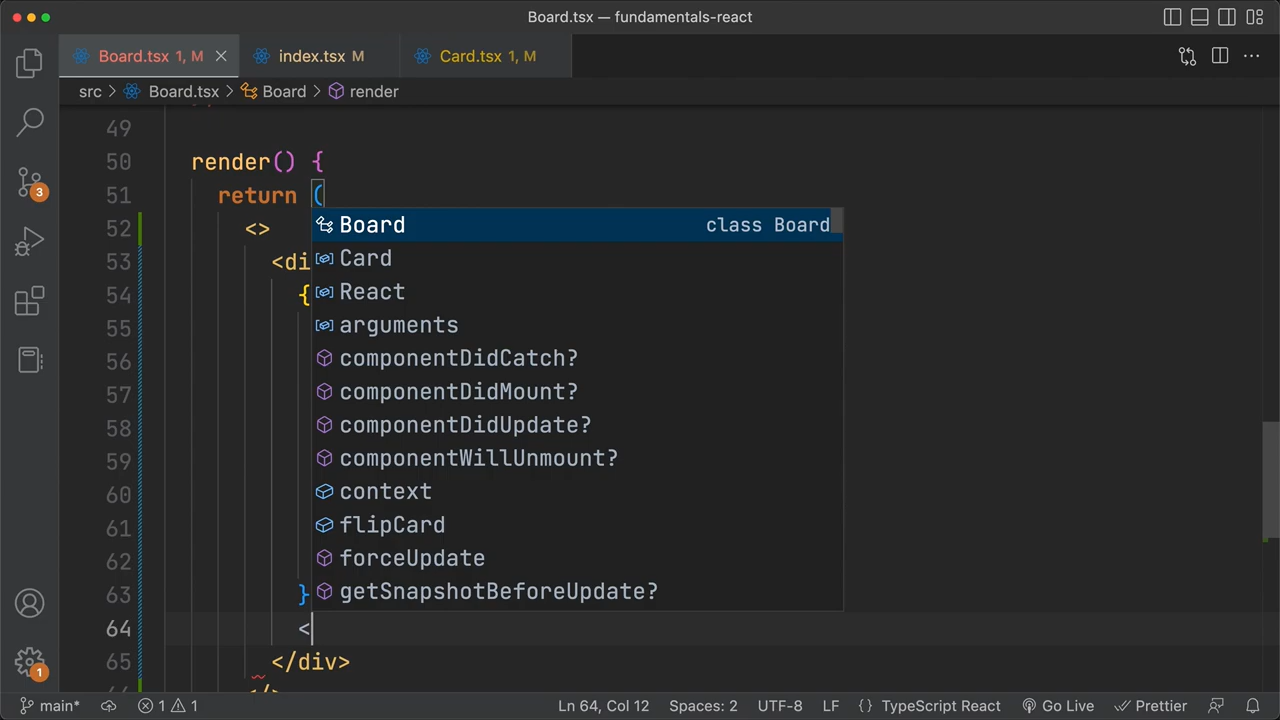 Board.tsx — fundamentals-react
Board.tsx 1, M
index.tsx M
Card.tsx 1, M
src > Board.tsx > Board > render
49
50 render() {
51 return (
52 <>
53 <di
54 {
55
56
57
58
59
60
61
62
63 }
64 <
65 </div>
Board class Board
Card
React
arguments
componentDidCatch?
componentDidMount?
componentDidUpdate?
componentWillUnmount?
context
flipCard
forceUpdate
getSnapshotBeforeUpdate?
3
1
main* 1 1 Ln 64, Col 12 Spaces: 2 UTF-8 LF {} TypeScript React Go Live Prettier